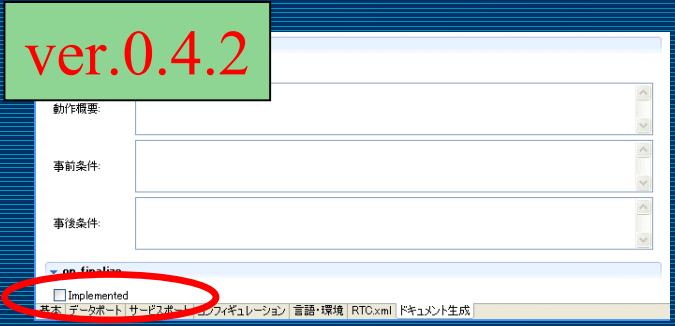 ver.0.4.2
動作概要:
事前条件:
事後条件:
on_finalize
Implemented
基本 データポート サービスポート コンフィギュレーション 言語・環境 RTC.xml ドキュメント生成